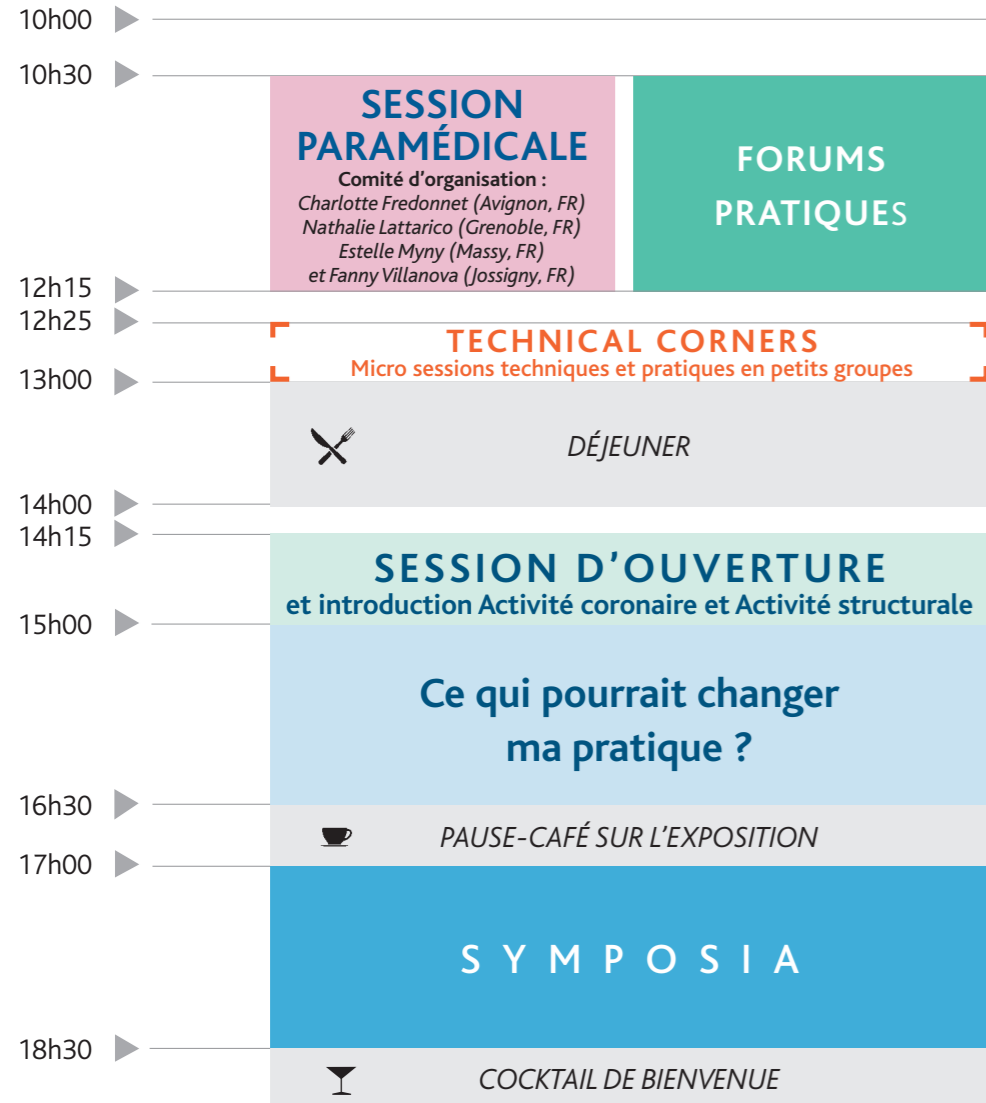 10h00
10h30
SESSION
PARAMÉDICALE
Comité d'organisation :
Charlotte Fredonnet (Avignon, FR)
Nathalie Lattarico (Grenoble, FR)
Estelle Myny (Massy, FR)
et Fanny Villanova (Jossigny, FR)
FORUMS
PRATIQUES
12h15
12h25
TECHNICAL CORNERS
Micro sessions techniques et pratiques en petits groupes
13h00
DÉJEUNER
14h00
14h15
SESSION D'OUVERTURE
et introduction Activité coronaire et Activité structurale
15h00
Ce qui pourrait changer
ma pratique ?
16h30
PAUSE-CAFÉ SUR L'EXPOSITION
17h00
SYMPOSIA
18h30
COCKTAIL DE BIENVENUE